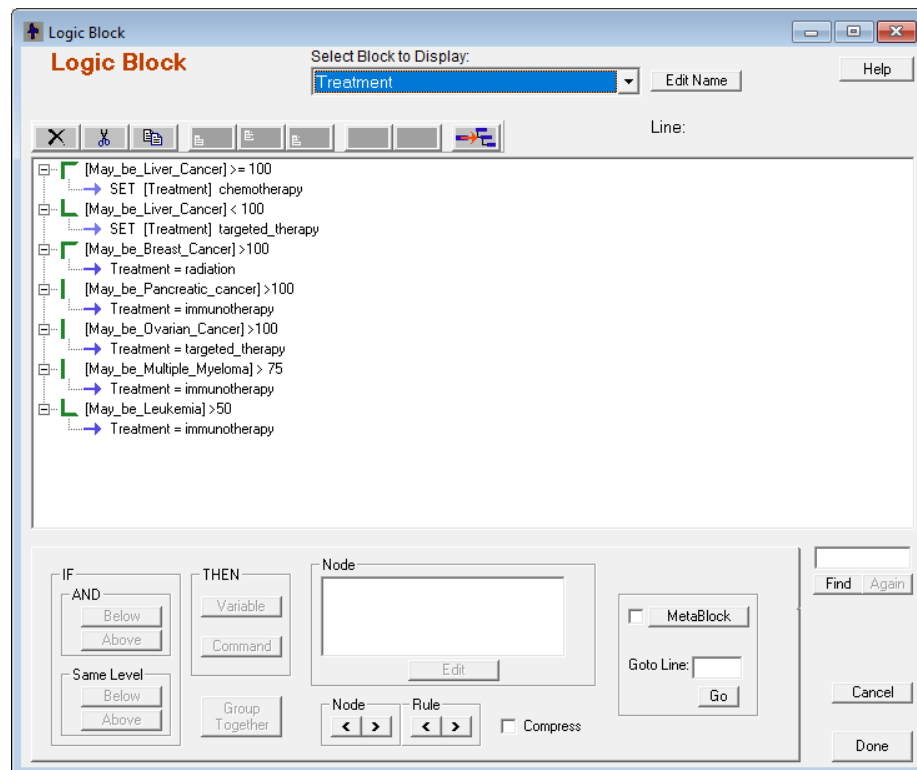 Logic Block
Logic Block
Select Block to Display:
Treatment
Edit Name
Help
Line:
[May_be_Liver_Cancer] >= 100
SET [Treatment] chemotherapy
[May_be_Liver_Cancer] < 100
SET [Treatment] targeted_therapy
[May_be_Breast_Cancer] >100
Treatment = radiation
[May_be_Pancreatic_cancer] >100
Treatment = immunotherapy
[May_be_Ovarian_Cancer] >100
Treatment = targeted_therapy
[May_be_Multiple_Myeloma] > 75
Treatment = immunotherapy
[May_be_Leukemia] >50
Treatment = immunotherapy
IF
AND
Below
Above
Same Level
Below
Above
THEN
Variable
Command
Group
Together
Node
Edit
Node
< >
Rule
< >
Compress
MetaBlock
Goto Line:
Go
Find Again
Cancel
Done